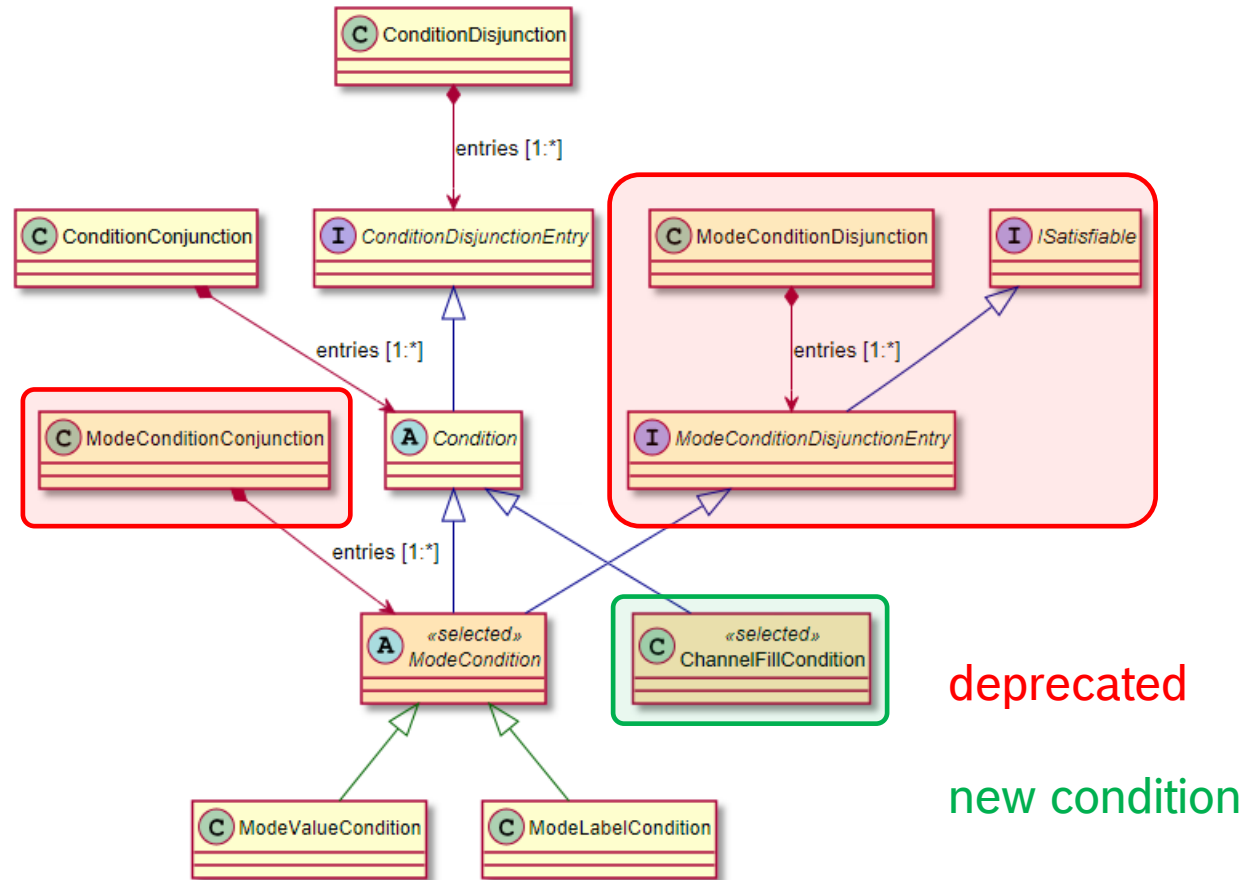 C ConditionDisjunction
entries [1:*]
C ConditionConjunction
I ConditionDisjunctionEntry
C ModeConditionDisjunction
I ISatisfiable
entries [1:*]
entries [1:*]
C ModeConditionConjunction
A Condition
I ModeConditionDisjunctionEntry
entries [1:*]
A «selected»
ModeCondition
C «selected»
ChannelFillCondition
deprecated
new condition
C ModeValueCondition
C ModeLabelCondition